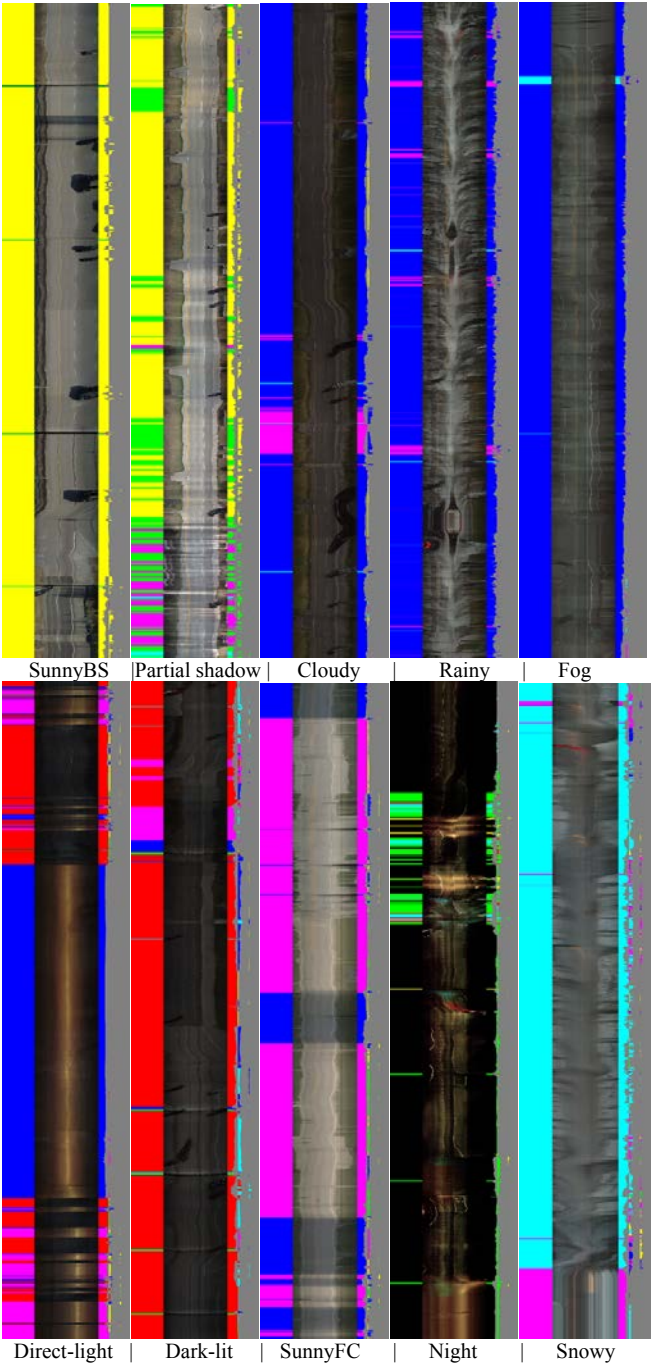 SunnyBS |Partial shadow | Cloudy | Rainy | Fog
Direct-light | Dark-lit | SunnyFC | Night | Snowy